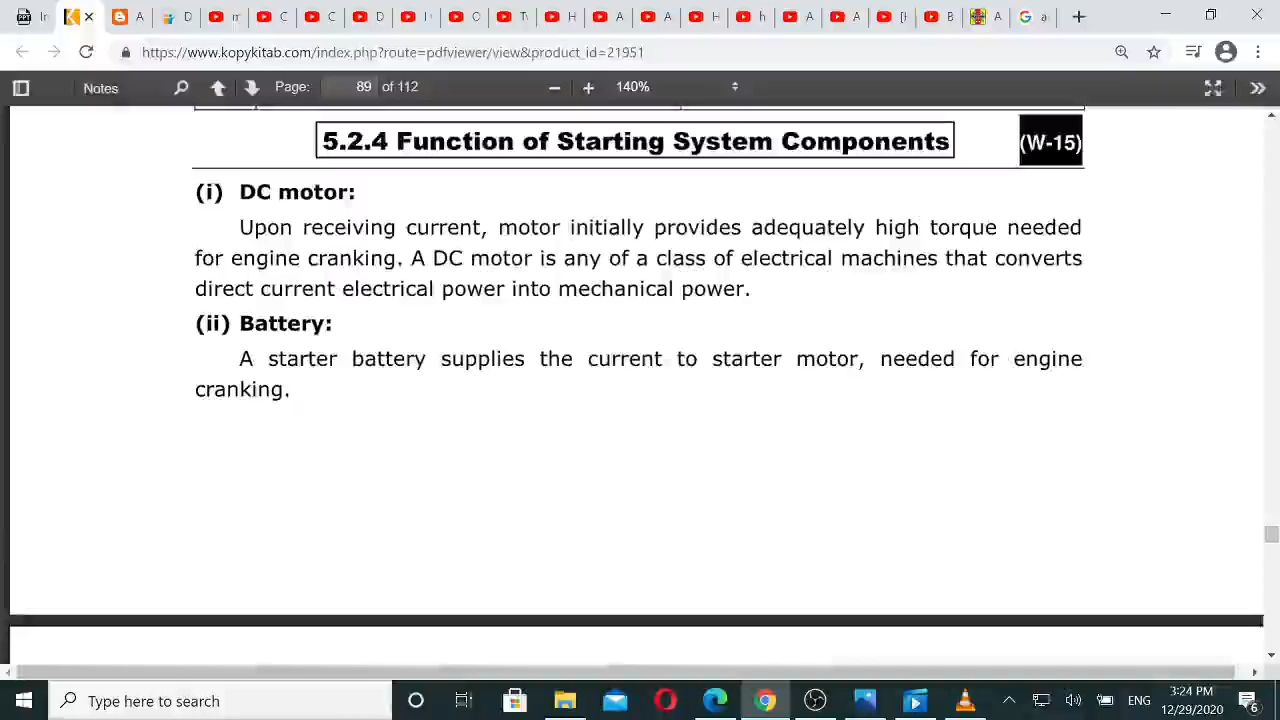 In K A D m C C D I C Tv H A A H h A A [H B A a
https://www.kopykitab.com/index.php?route=pdfviewer/view&product_id=21951
Notes Page: 89 of 112 140%
5.2.4 Function of Starting System Components (W-15)
(i) DC motor:
Upon receiving current, motor initially provides adequately high torque needed
for engine cranking. A DC motor is any of a class of electrical machines that converts
direct current electrical power into mechanical power.
(ii) Battery:
A starter battery supplies the current to starter motor, needed for engine
cranking.
Type here to search
ENG
3:24 PM
12/29/2020
6